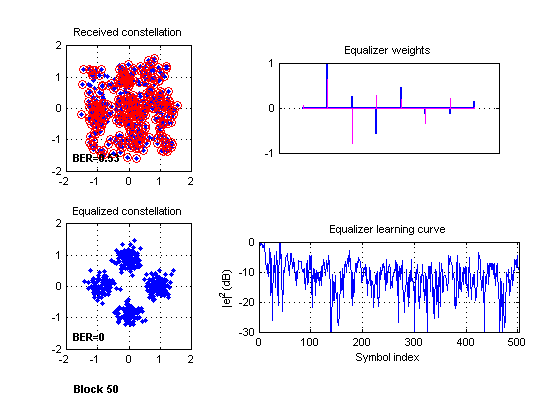 Received constellation
2
1
0
-1
-2
BER=0.53
-2 -1 0 1 2
Equalizer weights
1
0
-1
Equalized constellation
2
1
0
-1
-2
BER=0
-2 -1 0 1 2
Equalizer learning curve
0
-10
-20
-30
|e|² (dB)
0 100 200 300 400 500
Symbol index
Block 50